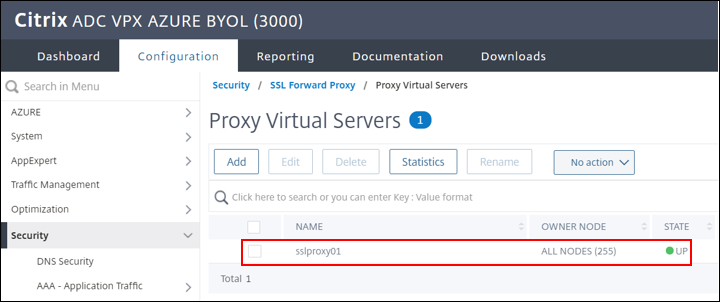 Citrix ADC VPX AZURE BYOL (3000)
Dashboard Configuration Reporting Documentation Downloads
Search in Menu
AZURE
System
AppExpert
Traffic Management
Optimization
Security
DNS Security
AAA - Application Traffic
Security / SSL Forward Proxy / Proxy Virtual Servers
Proxy Virtual Servers 1
Add Edit Delete Statistics Rename No action
Click here to search or you can enter Key : Value format
NAME OWNER NODE STATE
sslproxy01 ALL NODES (255) UP
Total 1